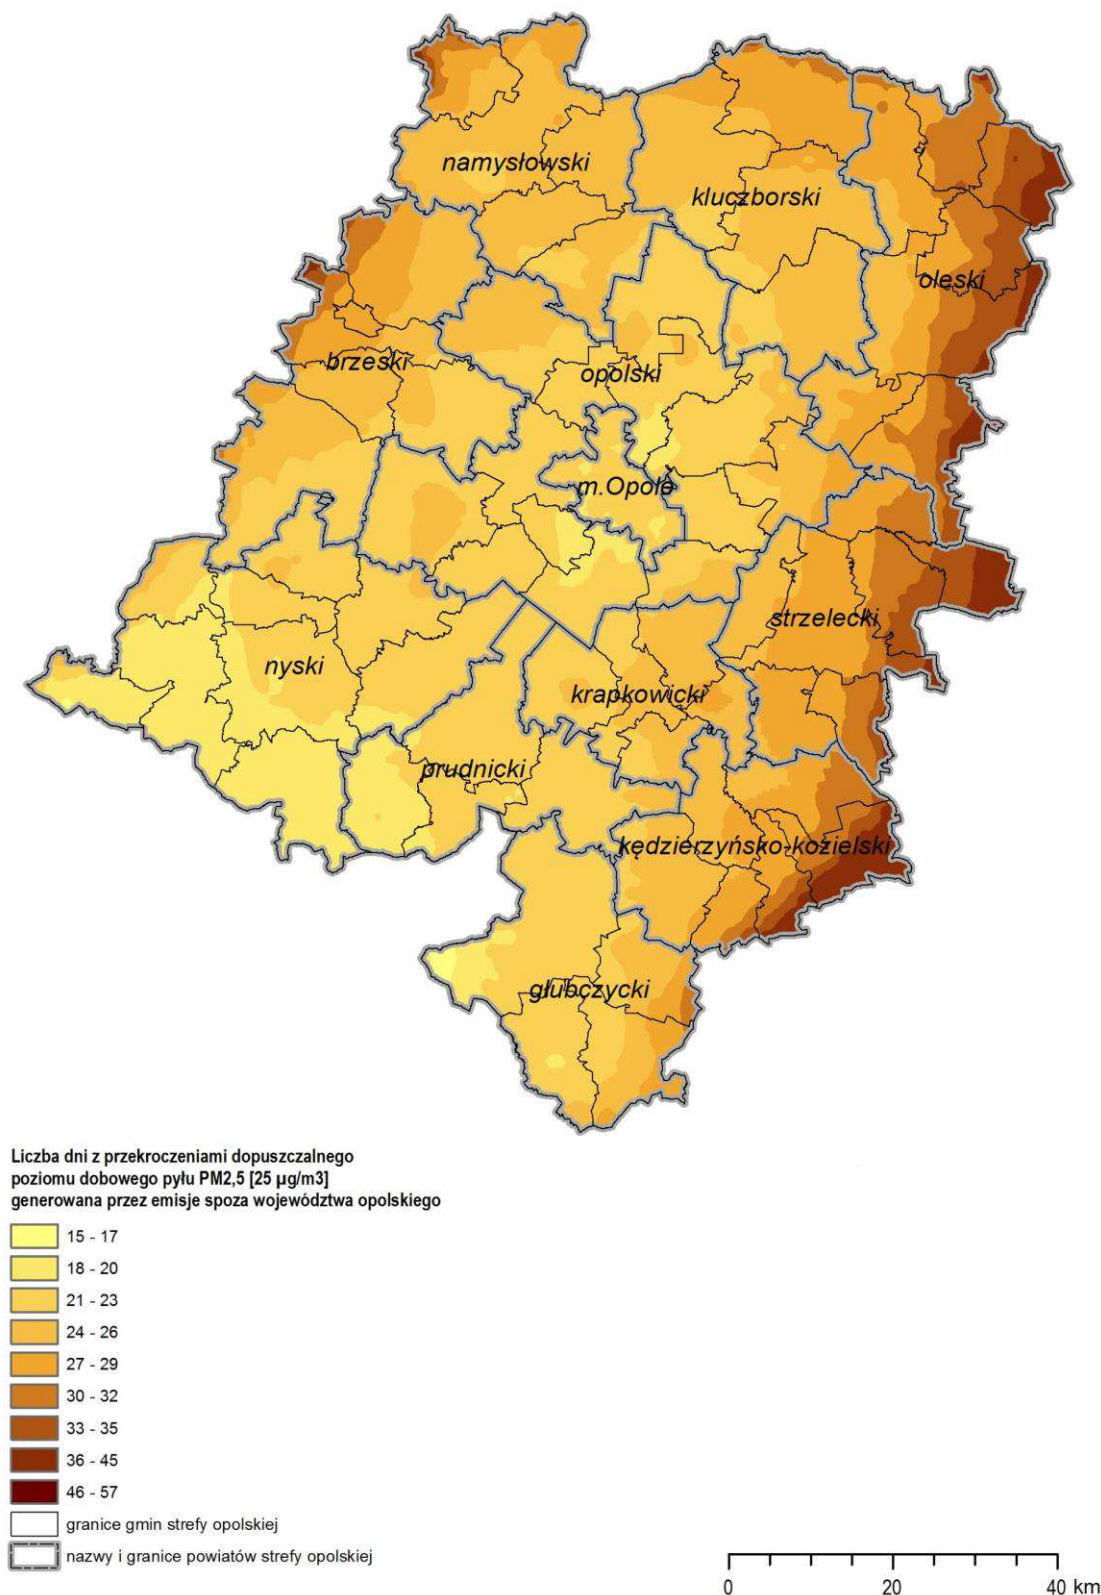 namysłowski
kluczborski
oleski
brzeski
opolski
m.Opole
strzelecki
nyski
krapkowicki
prudnicki
kędzierzyńsko-kozielski
głubczycki
Liczba dni z przekroczeniami dopuszczalnego
poziomu dobowego pyłu PM2,5 [25 µg/m3]
generowana przez emisje spoza województwa opolskiego
15 - 17
18 - 20
21 - 23
24 - 26
27 - 29
30 - 32
33 - 35
36 - 45
46 - 57
granice gmin strefy opolskiej
nazwy i granice powiatów strefy opolskiej
0 20 40 km